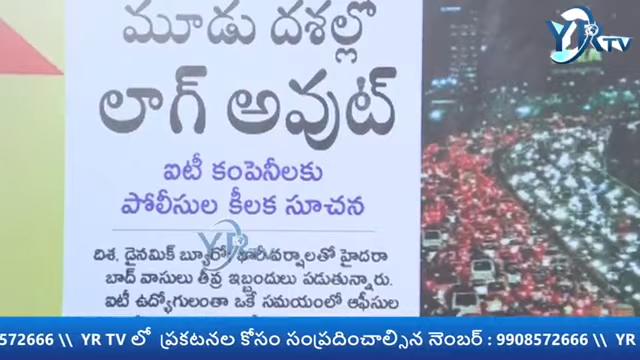 YR TV
మూడు దశల్లో
లాగ్ అవుట్
ఐటీ కంపెనీలకు
పోలీసుల కీలక సూచన
దిశ, డైనమిక్ బ్యూరో: భారీ వర్షాలతో హైదరా
బాద్ వాసులు తీవ్ర ఇబ్బందులు పడుతున్నారు.
ఐటీ ఉద్యోగులంతా ఒకే సమయంలో ఆఫీసుల
572666 \\ YR TV లో ప్రకటనల కోసం సంప్రదించాల్సిన నెంబర్ : 9908572666 \\ YR